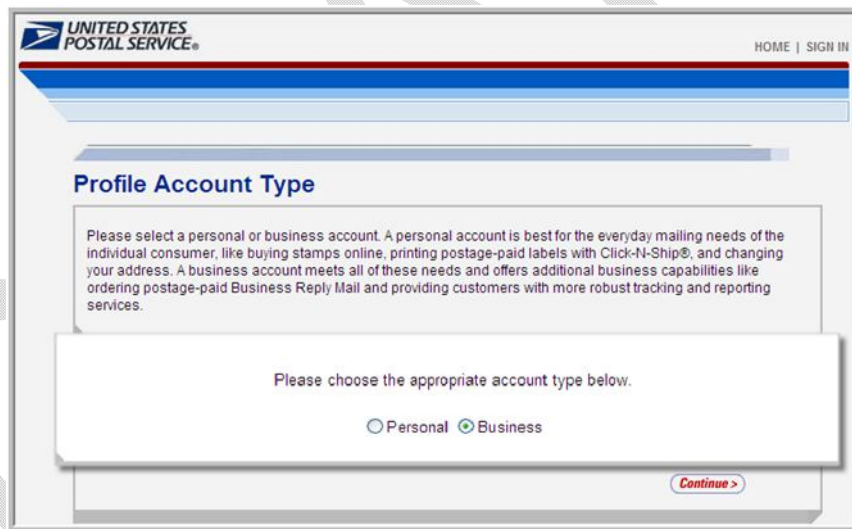 UNITED STATES
POSTAL SERVICE®
HOME | SIGN IN
Profile Account Type
Please select a personal or business account. A personal account is best for the everyday mailing needs of the
individual consumer, like buying stamps online, printing postage-paid labels with Click-N-Ship®, and changing
your address. A business account meets all of these needs and offers additional business capabilities like
ordering postage-paid Business Reply Mail and providing customers with more robust tracking and reporting
services.
Please choose the appropriate account type below.
Personal Business
Continue >